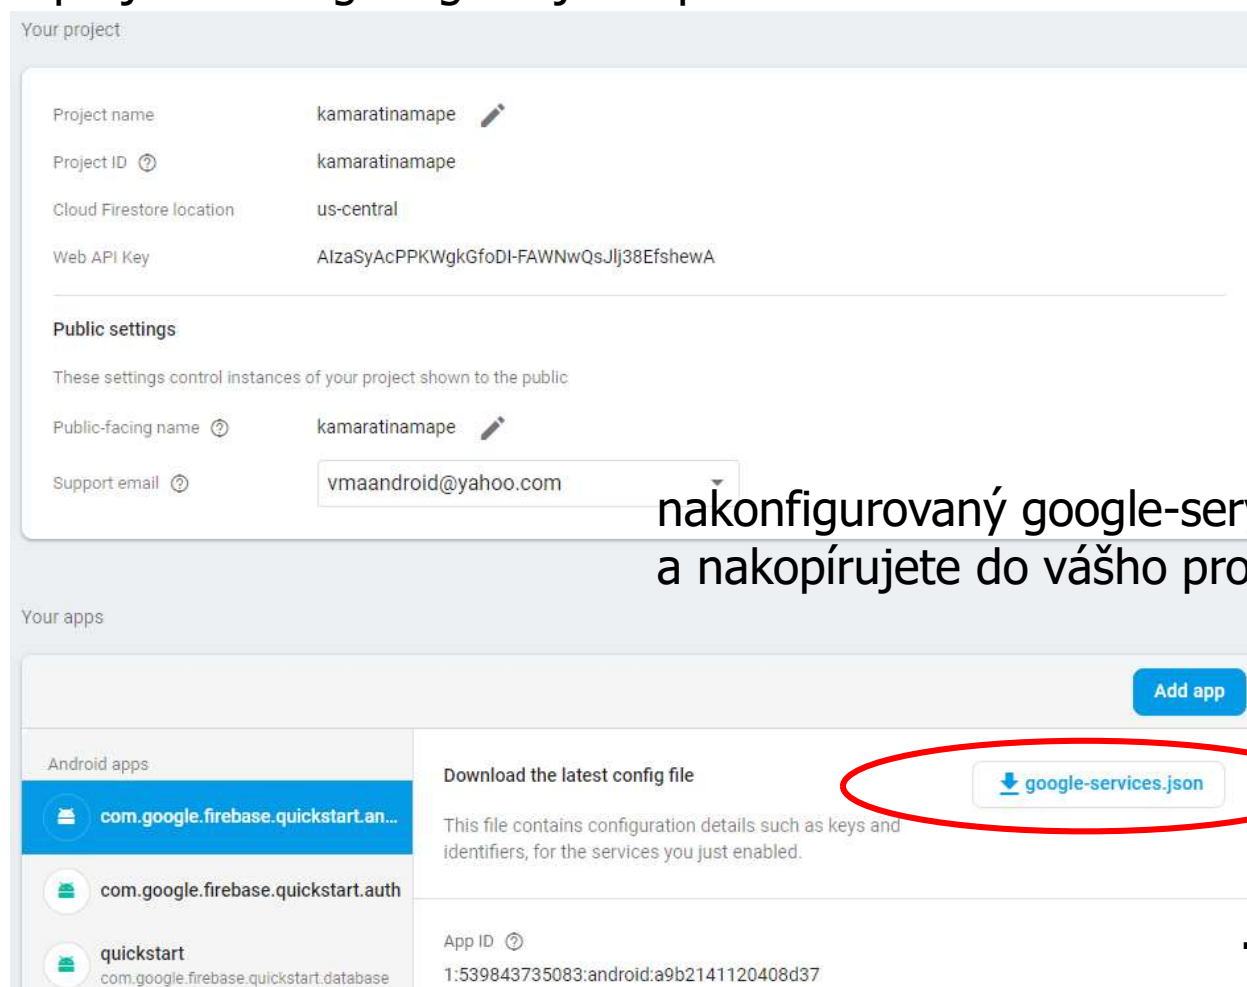 Your project
Project name kamaratinamape
Project ID kamaratinamape
Cloud Firestore location us-central
Web API Key AIzaSyAcPPKWgkGfoDI-FAWNwQsJlj38EfshewA
Public settings
These settings control instances of your project shown to the public
Public-facing name kamaratinamape
Support email vmaandroid@yahoo.com
nakonfigurovaný google-ser
a nakopírujete do vášho pro
Your apps
Add app
Android apps
com.google.firebase.quickstart.an...
com.google.firebase.quickstart.auth
quickstart
com.google.firebase.quickstart.database
Download the latest config file
google-services.json
This file contains configuration details such as keys and
identifiers, for the services you just enabled.
App ID
1:539843735083:android:a9b2141120408d37